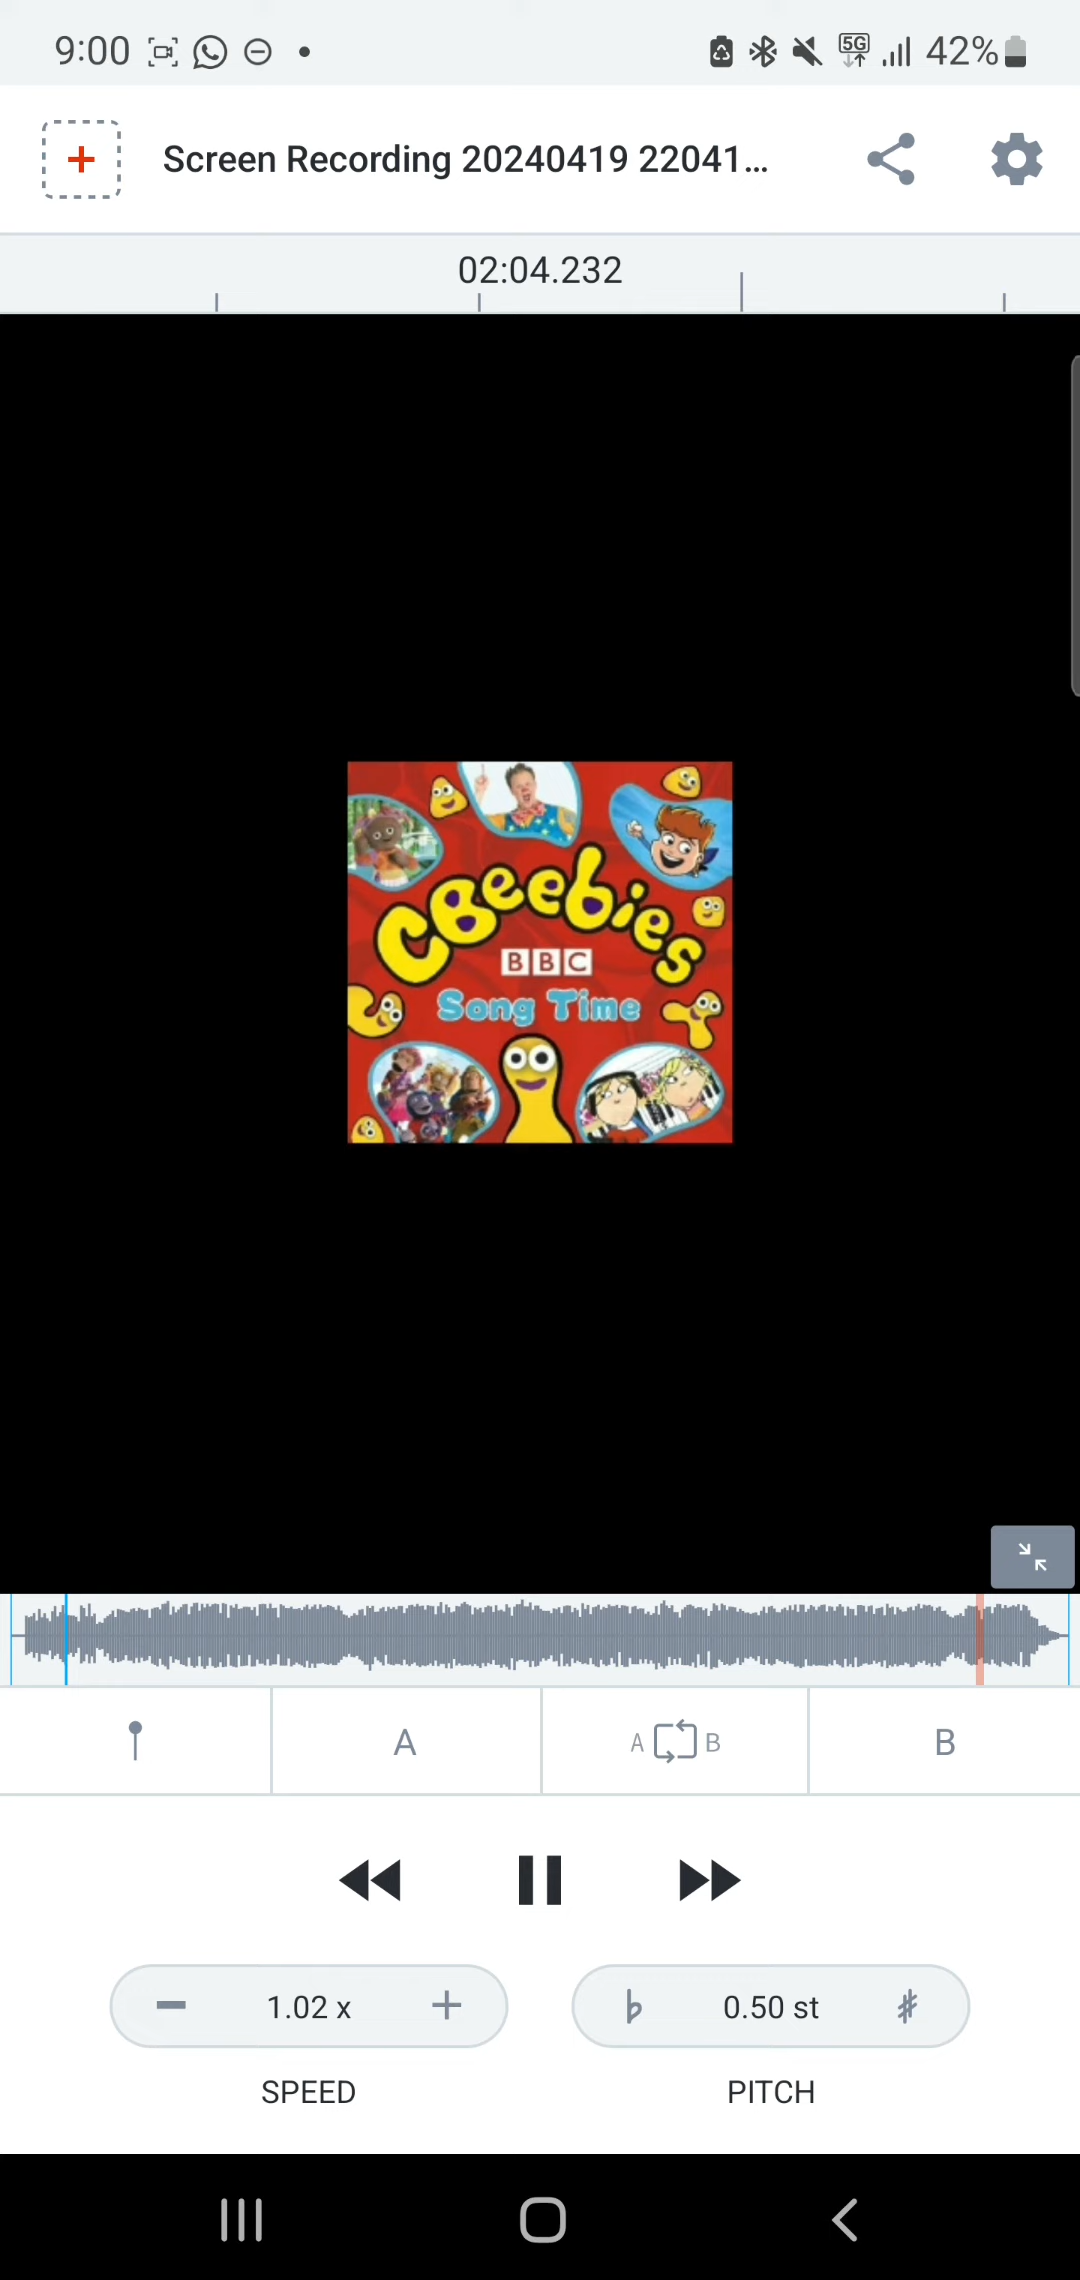 9:00
5G
42%
Screen Recording 20240419 22041...
02:04.232
CBeebies
BBC
Song Time
A
A B
B
1.02 x
0.50 st
SPEED
PITCH